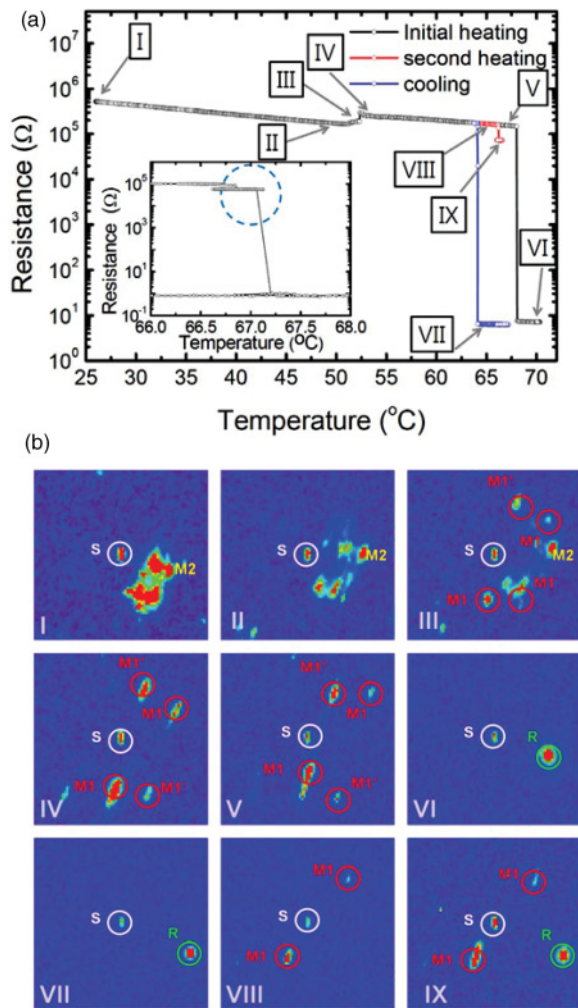 (a)
10⁷
10⁶
10⁵
10⁴
10³
10²
10¹
10⁰
Resistance (Ω)
I
II
III
IV
V
VI
VII
VIII
IX
Initial heating
second heating
cooling
10⁵
10³
10¹
10⁻¹
Resistance (Ω)
66.0 66.5 67.0 67.5 68.0
Temperature (°C)
25 30 35 40 45 50 55 60 65 70
Temperature (°C)
(b)
S
M2
I
S
M2
II
M1'
S
M1
M2
M1
M1
III
M1'
M1
S
M1
M1'
IV
M1'
M1
S
M1
M1'
V
S
R
VI
S
R
VII
M1
S
M1
VIII
M1
S
M1
R
IX